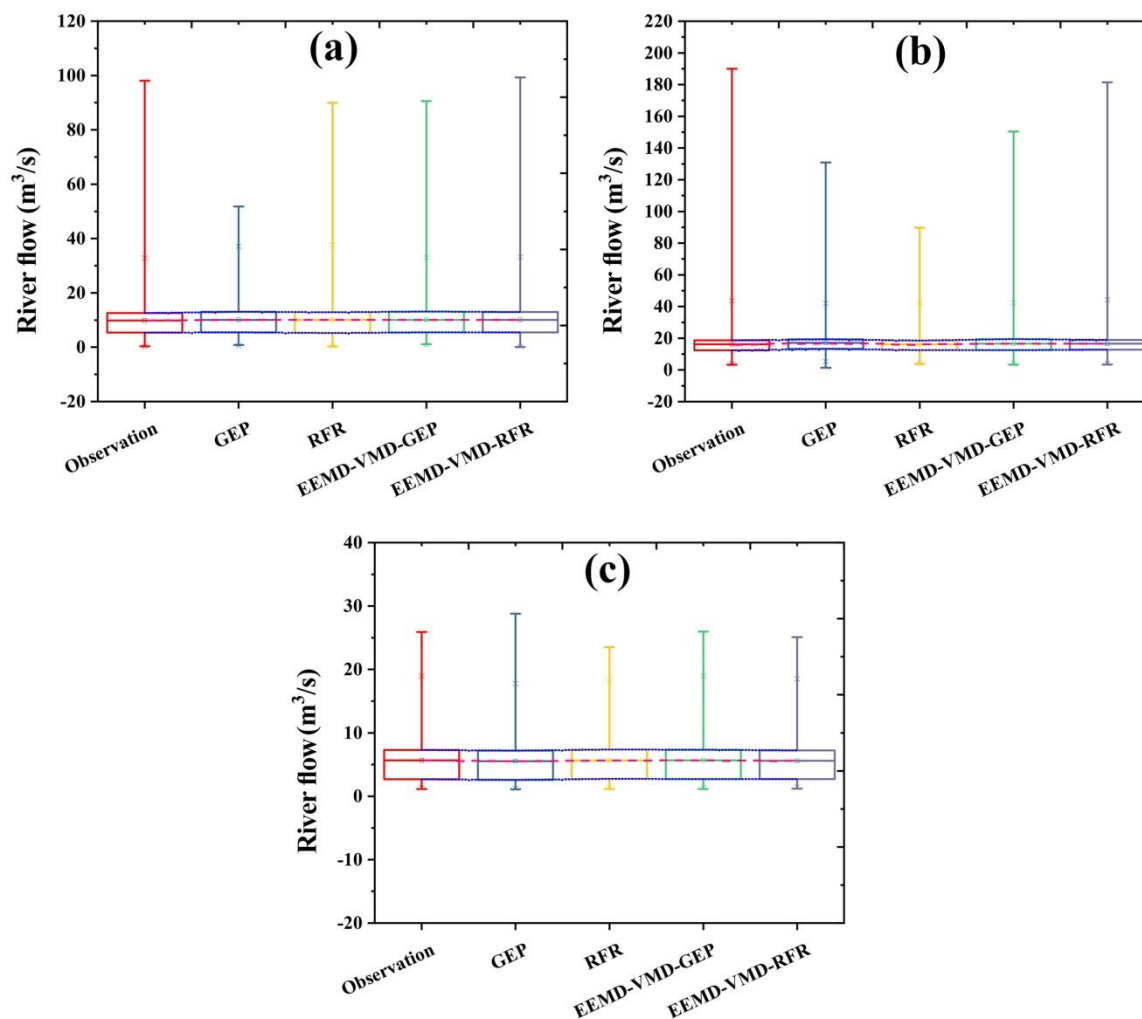 (a)
River flow (m³/s)
120
100
80
60
40
20
0
-20
Observation
GEP
RFR
EEMD-VMD-GEP
EEMD-VMD-RFR
(b)
River flow (m³/s)
220
200
180
160
140
120
100
80
60
40
20
0
-20
Observation
GEP
RFR
EEMD-VMD-GEP
EEMD-VMD-RFR
(c)
River flow (m³/s)
40
30
20
10
0
-10
-20
Observation
GEP
RFR
EEMD-VMD-GEP
EEMD-VMD-RFR